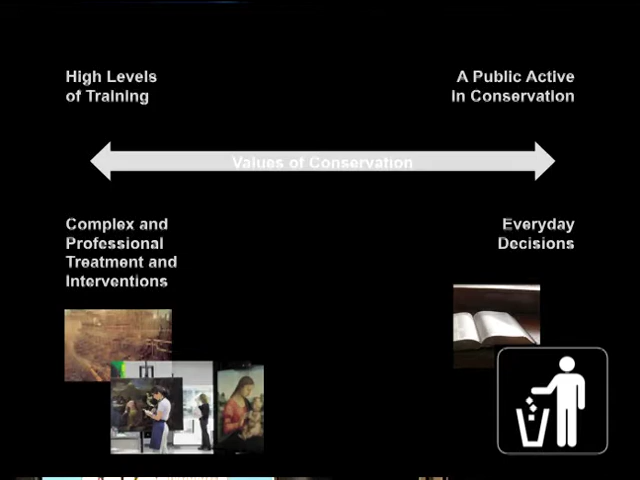 High Levels
of Training
A Public Active
in Conservation
Values of Conservation
Complex and
Professional
Treatment and
Interventions
Everyday
Decisions